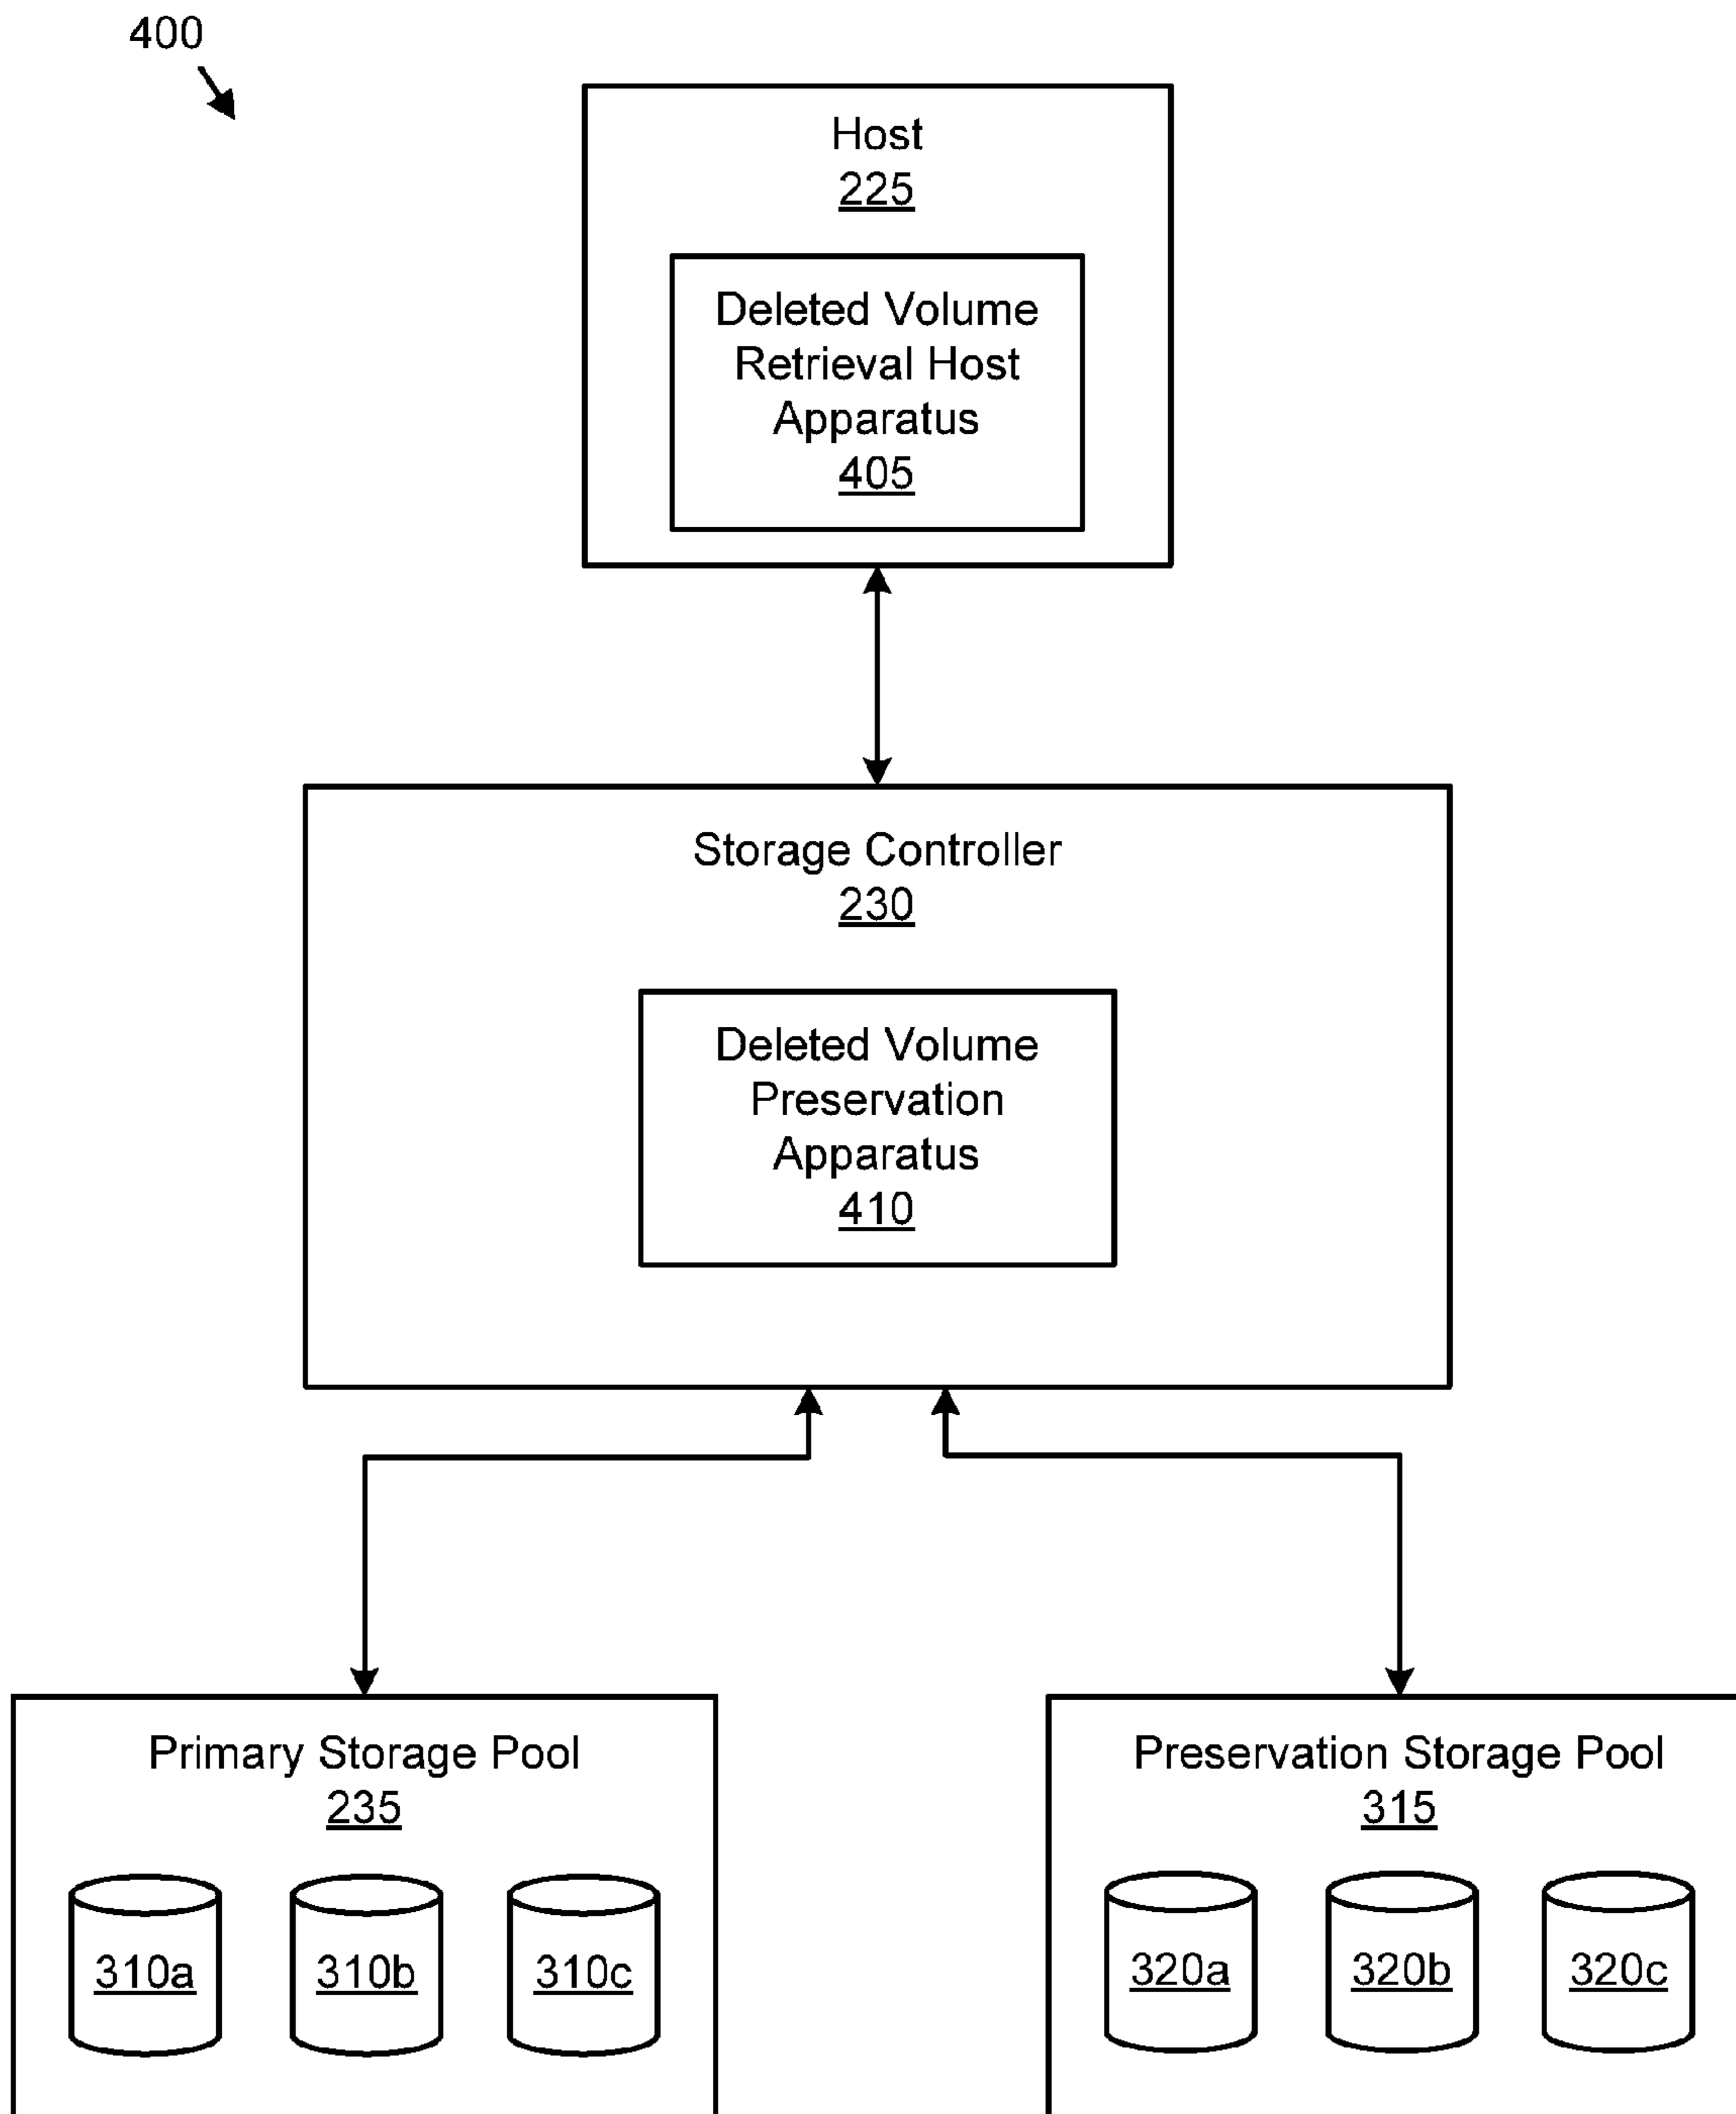 400
Host
225
Deleted Volume
Retrieval Host
Apparatus
405
Storage Controller
230
Deleted Volume
Preservation
Apparatus
410
Primary Storage Pool
235
310a
310b
310c
Preservation Storage Pool
315
320a
320b
320c